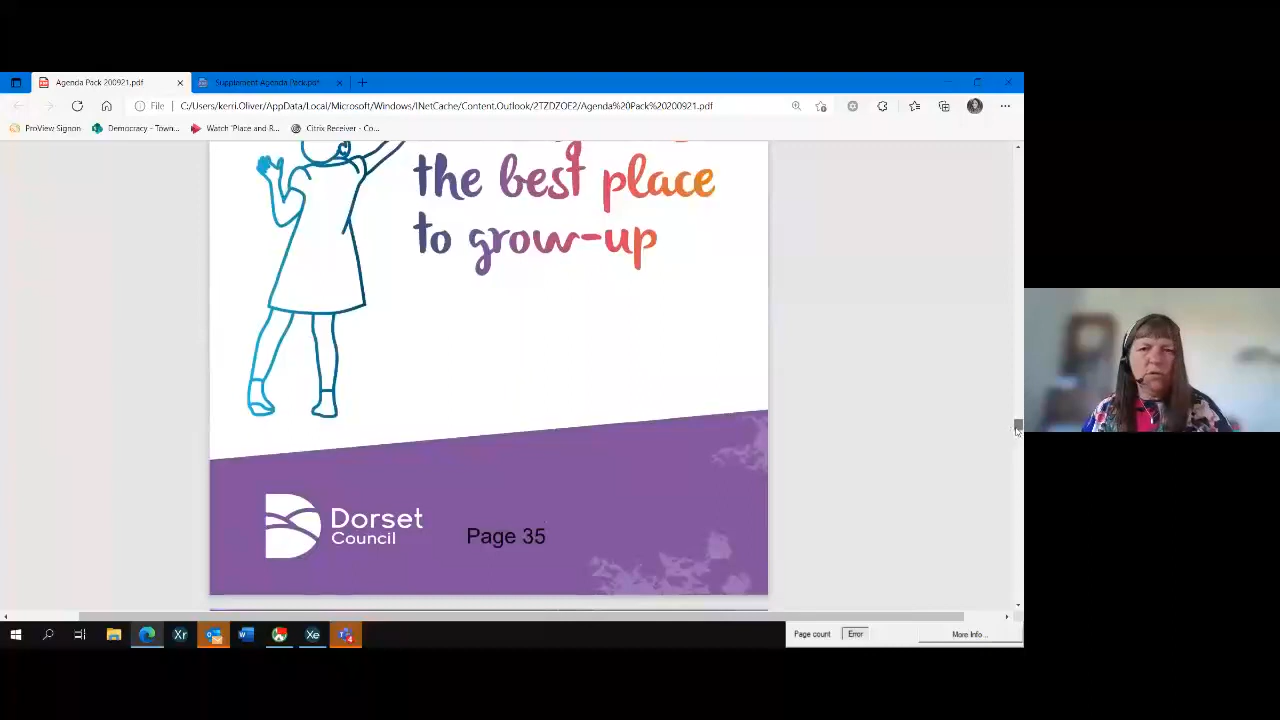 Agenda Pack 200921.pdf
Supplement Agenda Pack.pdf
File
C:/Users/kerri.Oliver/AppData/Local/Microsoft/Windows/INetCache/Content.Outlook/2TZDZOE2/Agenda%20Pack%20200921.pdf
ProView Signon
Democracy - Town...
Watch 'Place and R...
Citrix Receiver - Co...
the best place
to grow-up
Dorset
Council
Page 35
Page count
Error
More Info...